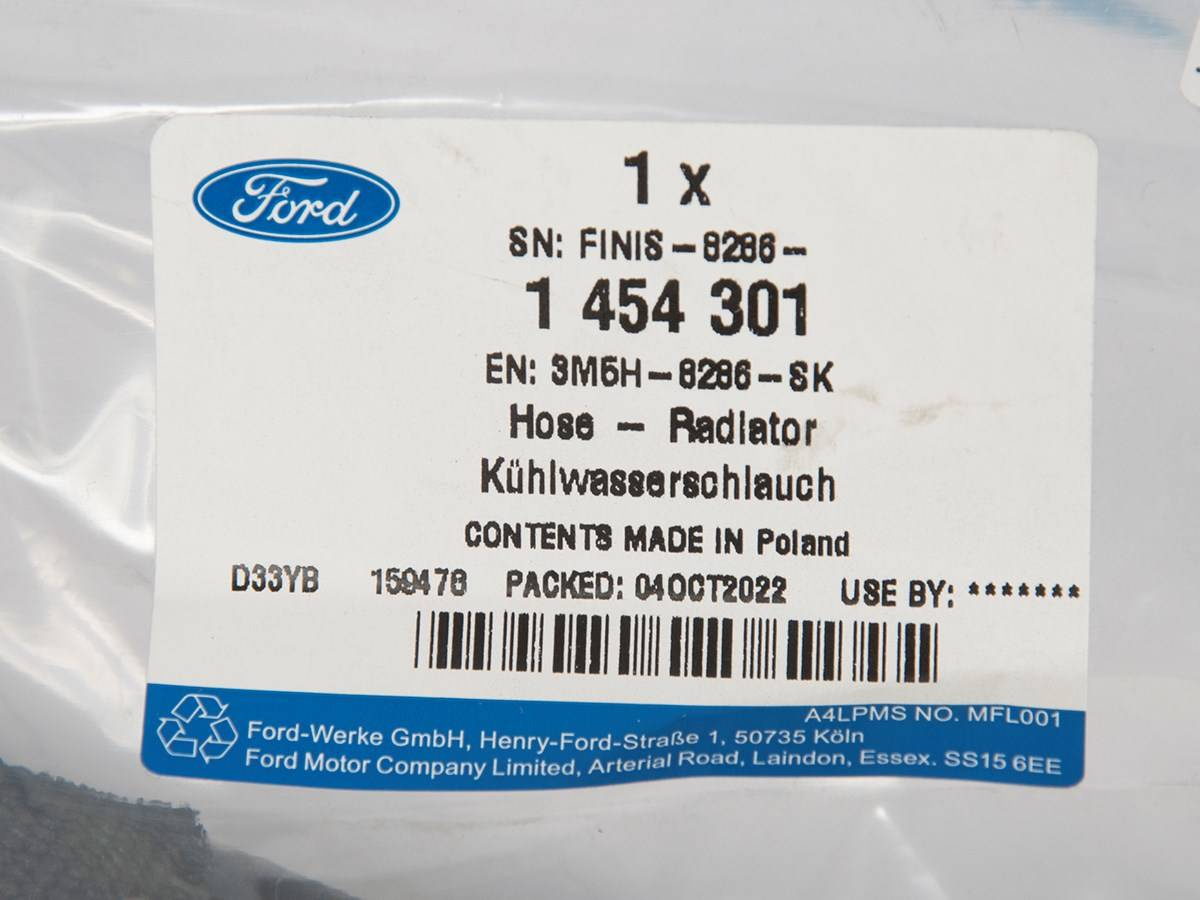 Ford
1 x
SN: FINIS-8286-
1 454 301
EN: 3M5H-8286-SK
Hose - Radiator
Kühlwasserschlauch
CONTENTS MADE IN Poland
D33YB 159478 PACKED: 04OCT2022 USE BY: *******
A4LPMS NO. MFL001
Ford-Werke GmbH, Henry-Ford-Straße 1, 50735 Köln
Ford Motor Company Limited, Arterial Road, Laindon, Essex. SS15 6EE